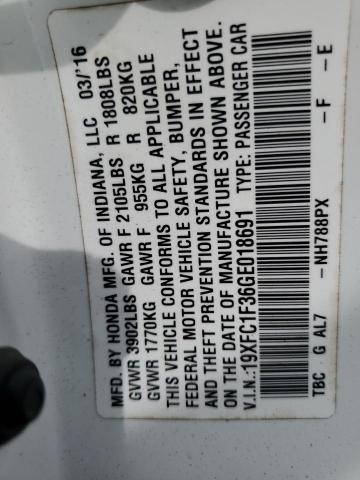 MFD. BY HONDA MFG. OF INDIANA, LLC 03/'16
GVWR 3902LBS GAWR F 2105LBS R 1808LBS
GVWR 1770KG GAWR F 955KG R 820KG
THIS VEHICLE CONFORMS TO ALL APPLICABLE
FEDERAL MOTOR VEHICLE SAFETY, BUMPER,
AND THEFT PREVENTION STANDARDS IN EFFECT
ON THE DATE OF MANUFACTURE SHOWN ABOVE.
V.I.N.:19XFC1F36GE018691 TYPE: PASSENGER CAR
TBC G AL7 -NH788PX -F -E